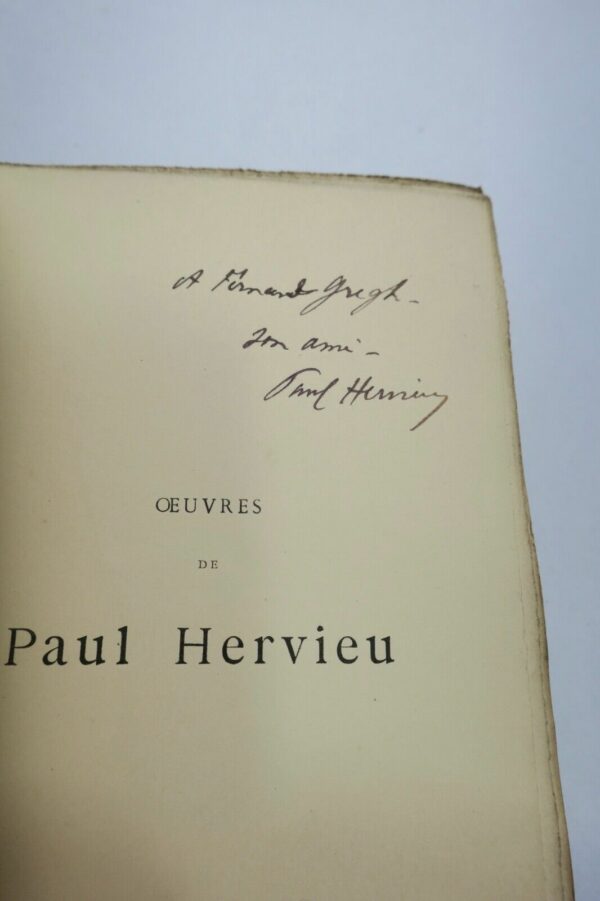 A Fernand Gregh -
son ami -
Paul Hervieu
ŒUVRES
DE
Paul Hervieu